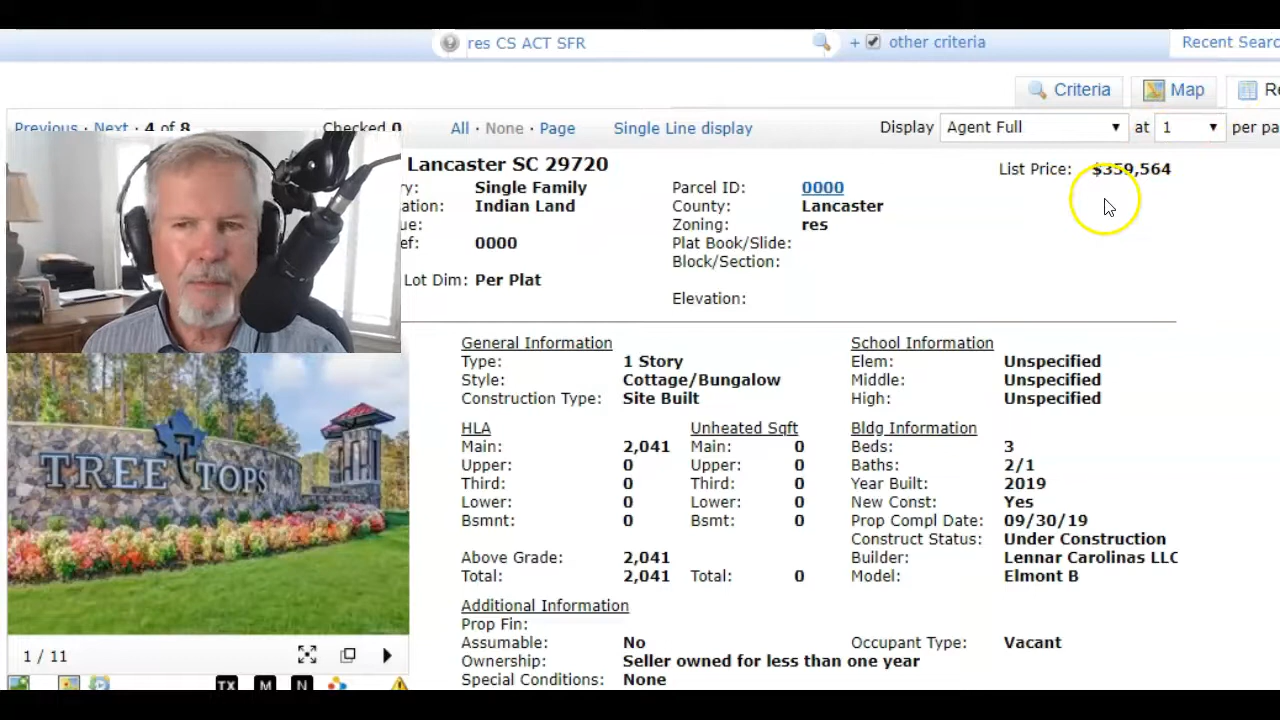 res CS ACT SFR
+ other criteria
Recent Searc
Criteria
Map
Re
Previous · Next · 4 of 8
Checked 0
All · None · Page
Single Line display
Display Agent Full at 1 per pa
Lancaster SC 29720
List Price: $359,564
ry: Single Family
Parcel ID: 0000
ation: Indian Land
County: Lancaster
ue:
Zoning: res
ef: 0000
Plat Book/Slide:
Block/Section:
Lot Dim: Per Plat
Elevation:
General Information
School Information
Type: 1 Story
Elem: Unspecified
Style: Cottage/Bungalow
Middle: Unspecified
Construction Type: Site Built
High: Unspecified
HLA
Unheated Sqft
Bldg Information
Main: 2,041
Main: 0
Beds: 3
Upper: 0
Upper: 0
Baths: 2/1
Third: 0
Third: 0
Year Built: 2019
Lower: 0
Lower: 0
New Const: Yes
Bsmnt: 0
Bsmt: 0
Prop Compl Date: 09/30/19
Construct Status: Under Construction
Above Grade: 2,041
Builder: Lennar Carolinas LLC
Total: 2,041
Total: 0
Model: Elmont B
Additional Information
Prop Fin:
Assumable: No
Occupant Type: Vacant
Ownership: Seller owned for less than one year
Special Conditions: None
TREE TOPS
1 / 11
TX M N